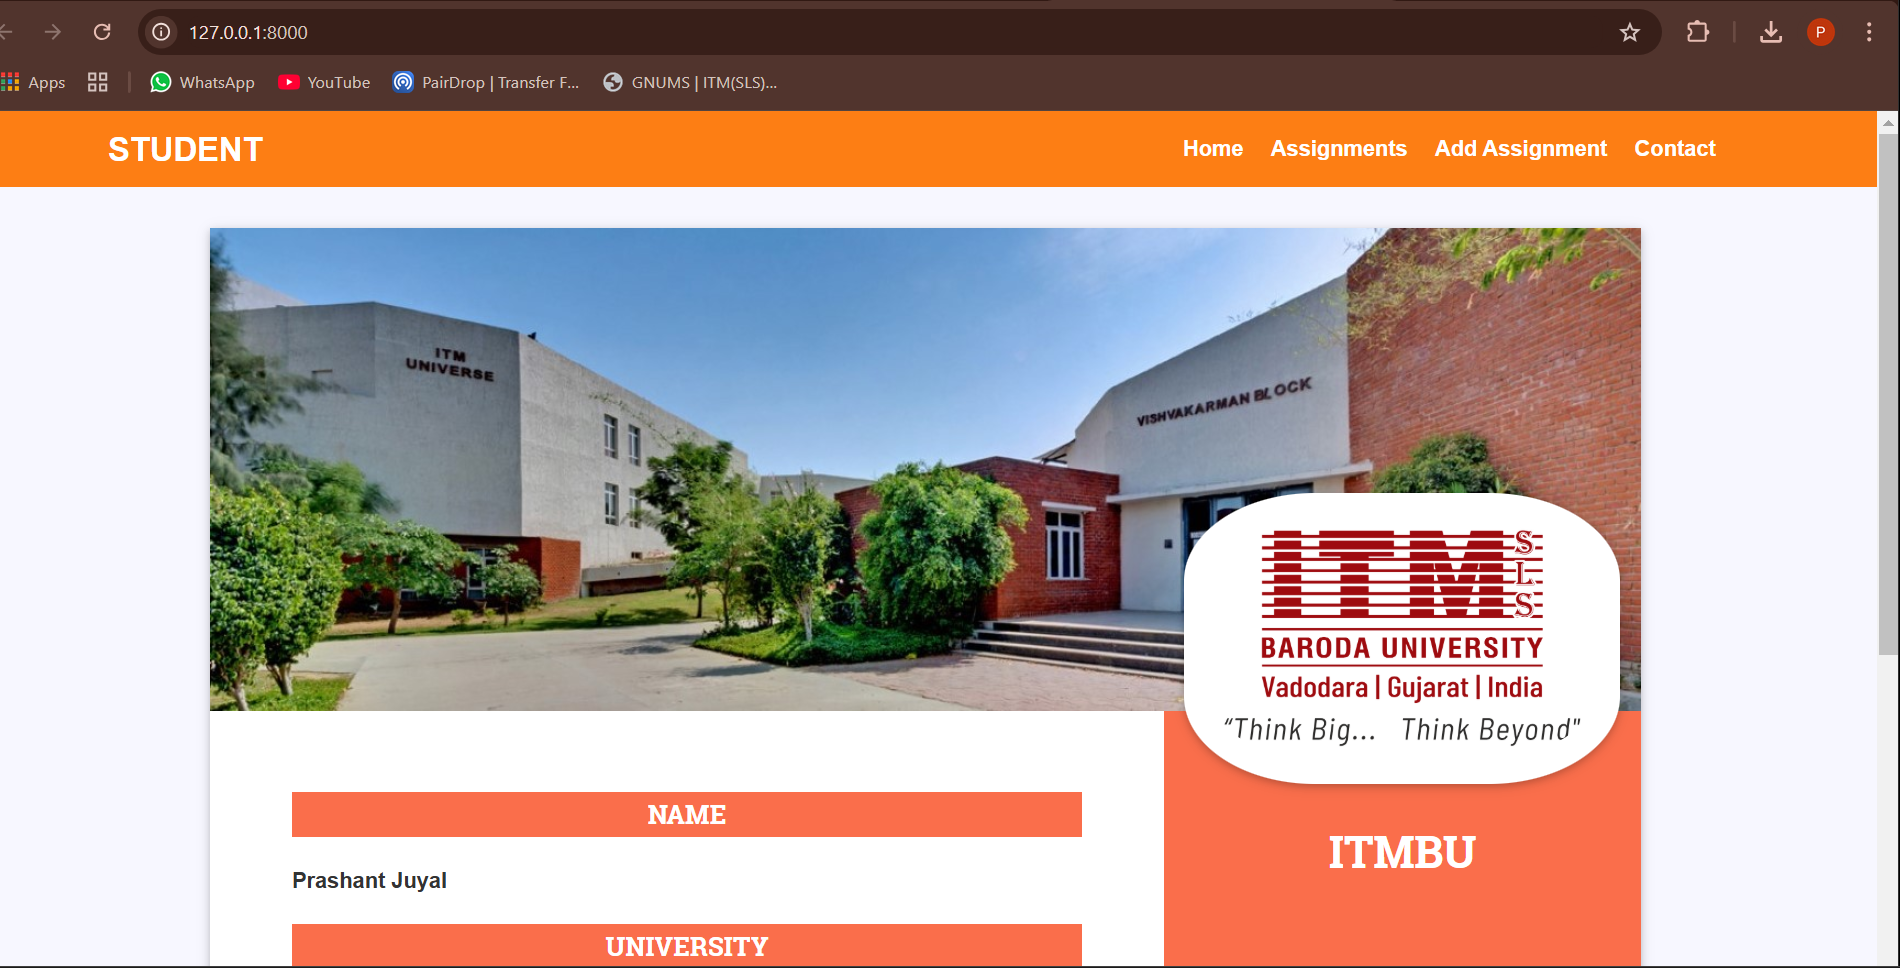 127.0.0.1:8000
P
Apps
WhatsApp
YouTube
PairDrop | Transfer F...
GNUMS | ITM(SLS)...
STUDENT
Home
Assignments
Add Assignment
Contact
ITM
UNIVERSE
VISHVAKARMAN BLOCK
ITM
SLS
BARODA UNIVERSITY
Vadodara | Gujarat | India
“Think Big... Think Beyond"
NAME
Prashant Juyal
UNIVERSITY
ITMBU